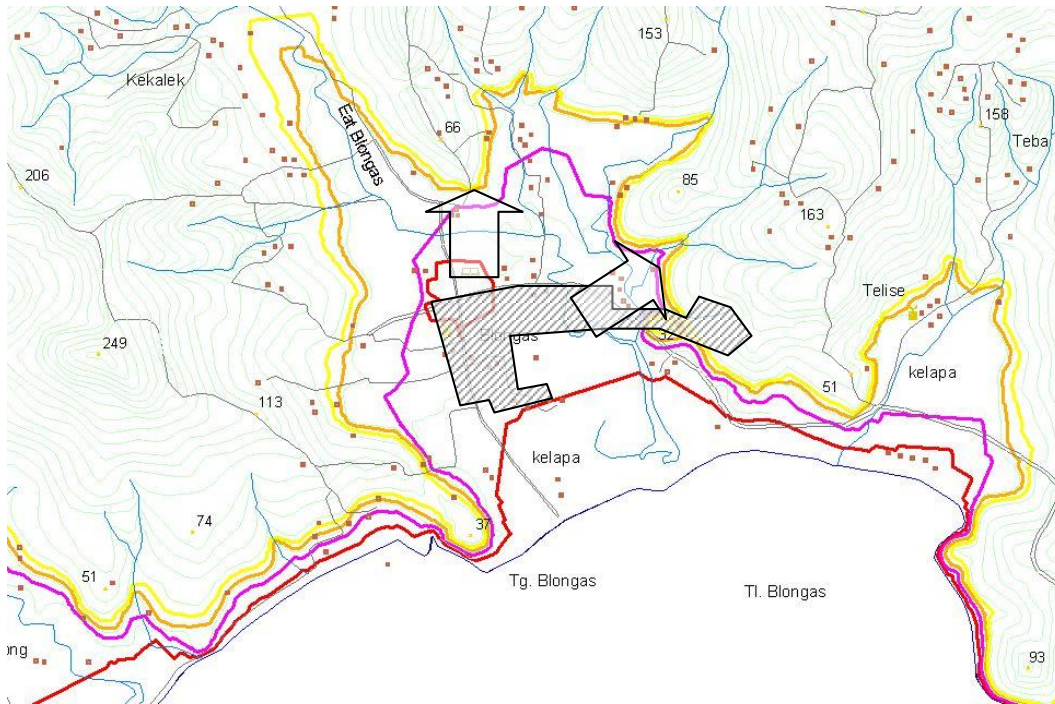 153
Kekalek
66
Eat Blongas
158
Teba
206
85
163
Telise
Blongas
32
249
kelapa
51
113
kelapa
74
37
51
Tg. Blongas
Tl. Blongas
ong
93